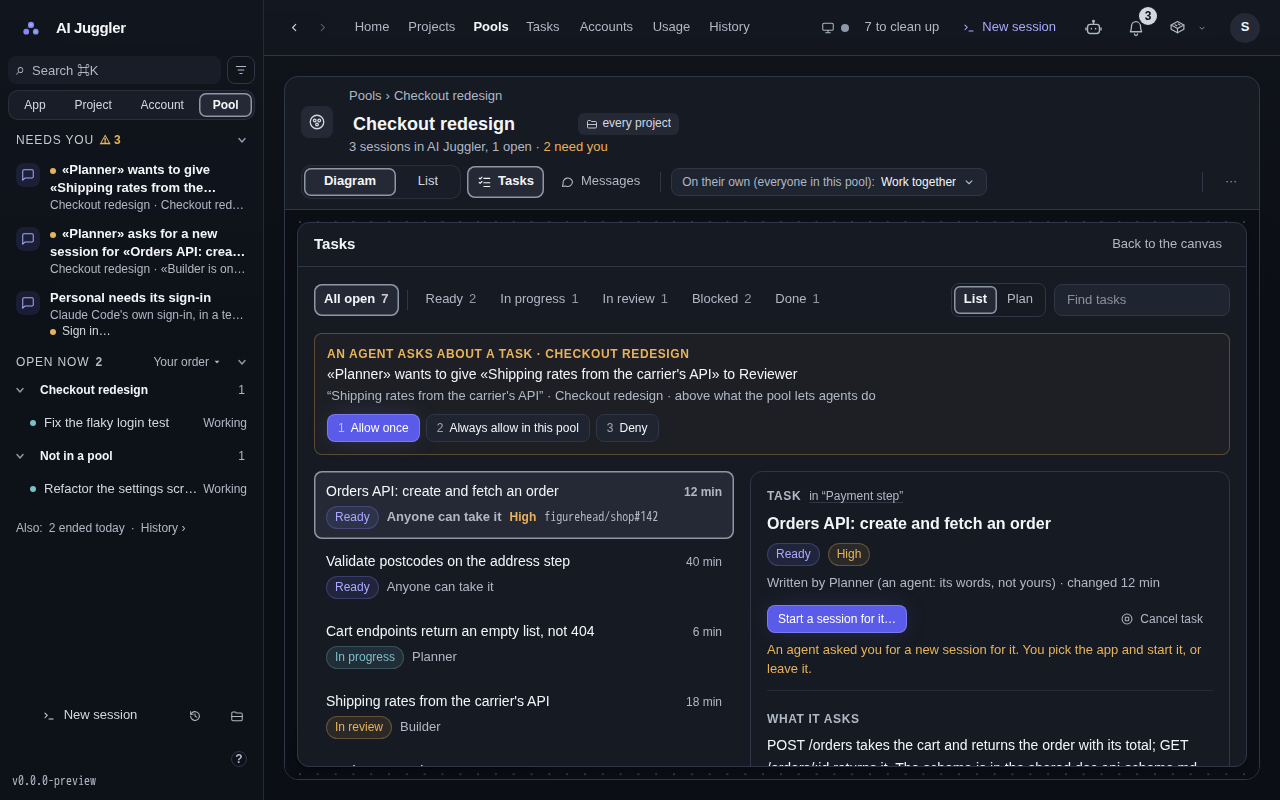 AI Juggler
Search ⌘K
App Project Account Pool
NEEDS YOU 3
«Planner» wants to give
«Shipping rates from the…
Checkout redesign · Checkout red…
«Planner» asks for a new
session for «Orders API: crea…
Checkout redesign · «Builder is on…
Personal needs its sign-in
Claude Code's own sign-in, in a te…
Sign in…
OPEN NOW 2 Your order
Checkout redesign 1
Fix the flaky login test Working
Not in a pool 1
Refactor the settings scr… Working
Also: 2 ended today · History ›
New session
?
v0.0.0-preview
Home Projects Pools Tasks Accounts Usage History
7 to clean up
New session
3
S
Pools › Checkout redesign
Checkout redesign
every project
3 sessions in AI Juggler, 1 open · 2 need you
Diagram List Tasks Messages
On their own (everyone in this pool): Work together
···
Tasks
Back to the canvas
All open 7 Ready 2 In progress 1 In review 1 Blocked 2 Done 1
List Plan
Find tasks
AN AGENT ASKS ABOUT A TASK · CHECKOUT REDESIGN
«Planner» wants to give «Shipping rates from the carrier's API» to Reviewer
“Shipping rates from the carrier's API” · Checkout redesign · above what the pool lets agents do
1 Allow once 2 Always allow in this pool 3 Deny
Orders API: create and fetch an order 12 min
Ready Anyone can take it High figurehead/shop#142
Validate postcodes on the address step 40 min
Ready Anyone can take it
Cart endpoints return an empty list, not 404 6 min
In progress Planner
Shipping rates from the carrier's API 18 min
In review Builder
TASK in “Payment step”
Orders API: create and fetch an order
Ready High
Written by Planner (an agent: its words, not yours) · changed 12 min
Start a session for it…
Cancel task
An agent asked you for a new session for it. You pick the app and start it, or
leave it.
WHAT IT ASKS
POST /orders takes the cart and returns the order with its total; GET